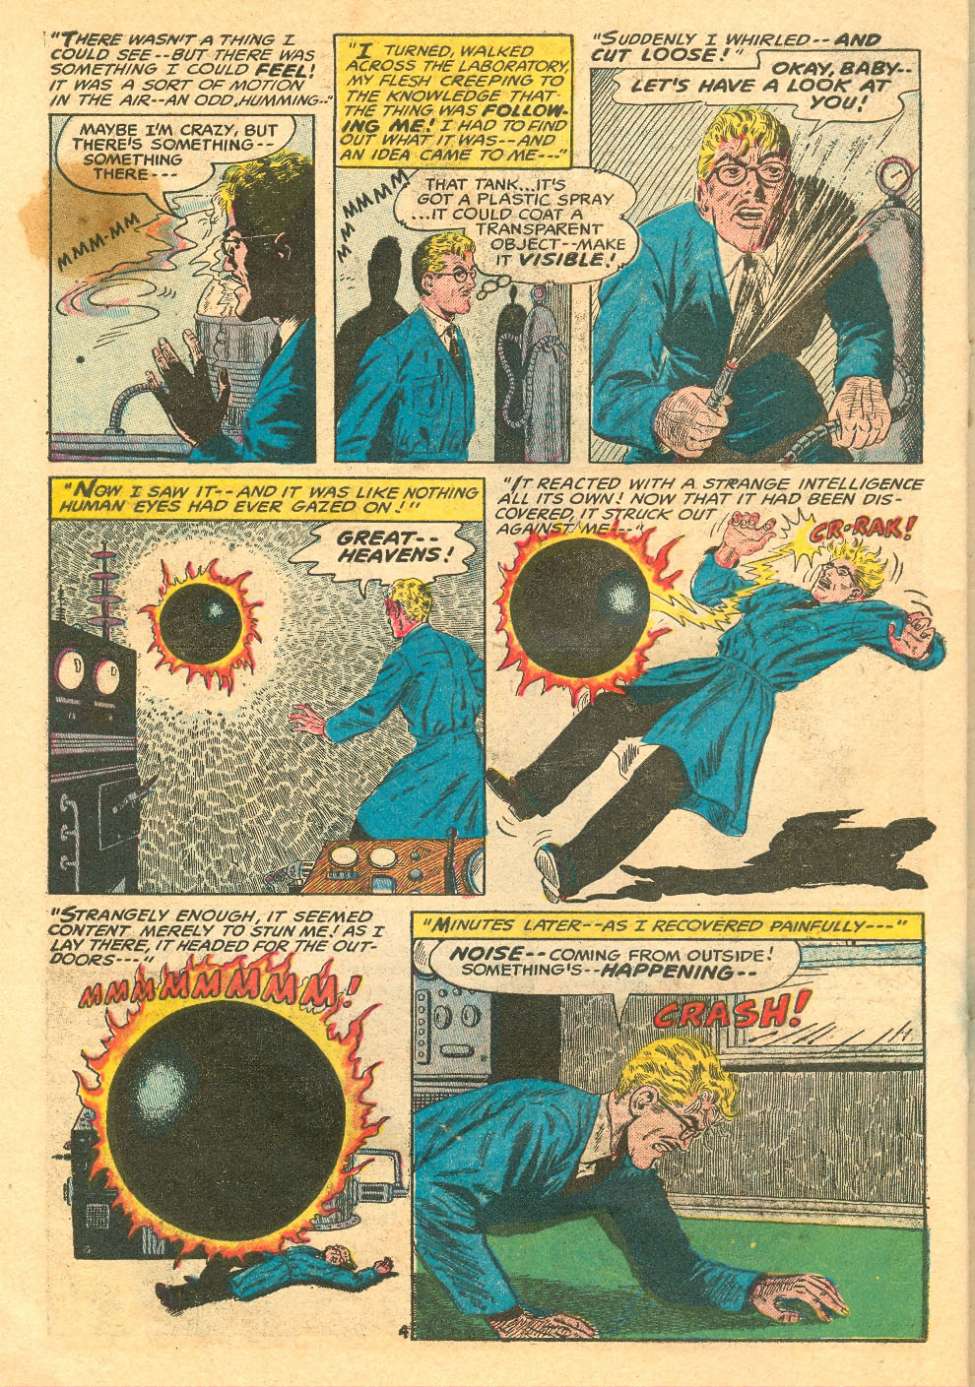 "THERE WASN'T A THING I
COULD SEE--BUT THERE WAS
SOMETHING I COULD FEEL!
IT WAS A SORT OF MOTION
IN THE AIR--AN ODD, HUMMING--"
MAYBE I'M CRAZY, BUT
THERE'S SOMETHING--
SOMETHING
THERE---
MMM-MM
"I TURNED, WALKED
ACROSS THE LABORATORY,
MY FLESH CREEPING TO
THE KNOWLEDGE THAT
THE THING WAS FOLLOW-
ING ME! I HAD TO FIND
OUT WHAT IT WAS--AND
AN IDEA CAME TO ME---"
MM MMMM
THAT TANK...IT'S
GOT A PLASTIC SPRAY
...IT COULD COAT A
TRANSPARENT
OBJECT--MAKE
IT VISIBLE!
"SUDDENLY I WHIRLED--AND
CUT LOOSE!"
OKAY, BABY--
LET'S HAVE A LOOK AT
YOU!
"NOW I SAW IT--AND IT WAS LIKE NOTHING
HUMAN EYES HAD EVER GAZED ON!"
GREAT--
HEAVENS!
"IT REACTED WITH A STRANGE INTELLIGENCE
ALL ITS OWN! NOW THAT IT HAD BEEN DIS-
COVERED, IT STRUCK OUT
AGAINST ME---"
CR-RAK!
"STRANGELY ENOUGH, IT SEEMED
CONTENT MERELY TO STUN ME! AS I
LAY THERE, IT HEADED FOR THE OUT-
DOORS---"
MMMMMMMMM!
"MINUTES LATER--AS I RECOVERED PAINFULLY---"
NOISE--COMING FROM OUTSIDE!
SOMETHING'S--HAPPENING--
CRASH!
4